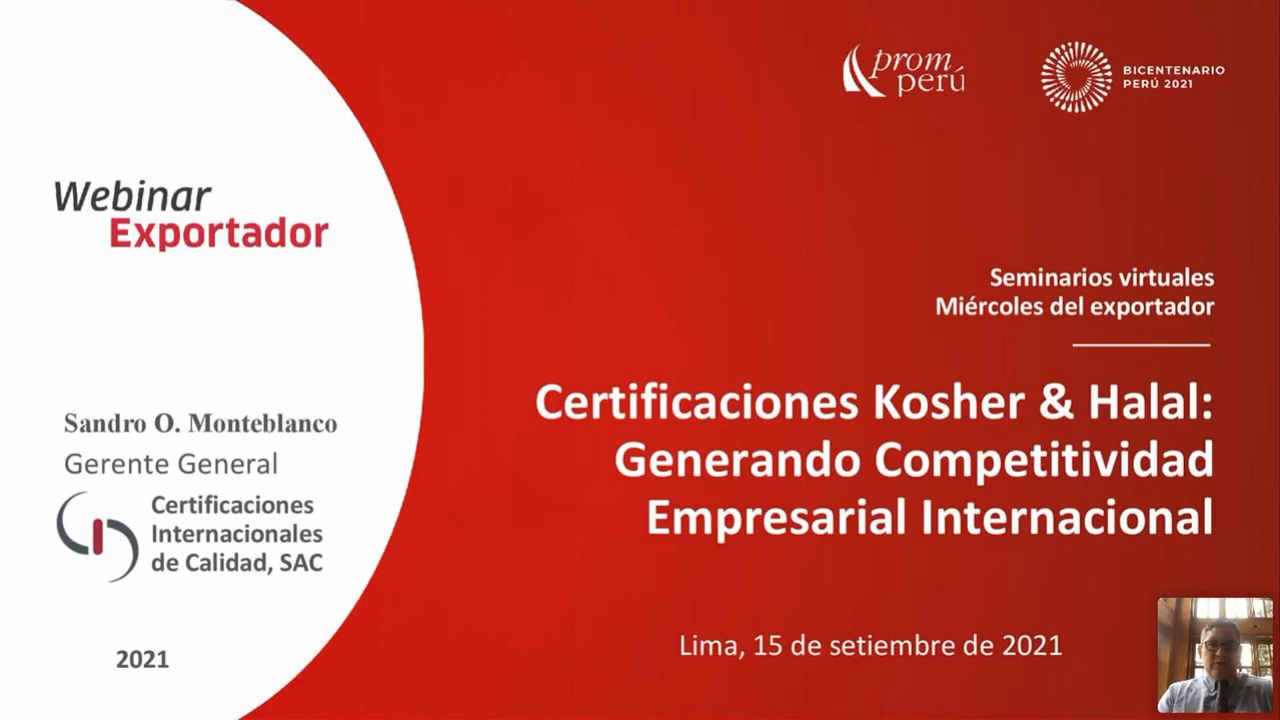 prom
perú
BICENTENARIO
PERÚ 2021
Webinar
Exportador
Seminarios virtuales
Miércoles del exportador
Certificaciones Kosher & Halal:
Generando Competitividad
Empresarial Internacional
Sandro O. Monteblanco
Gerente General
Certificaciones
Internacionales
de Calidad, SAC
2021
Lima, 15 de setiembre de 2021